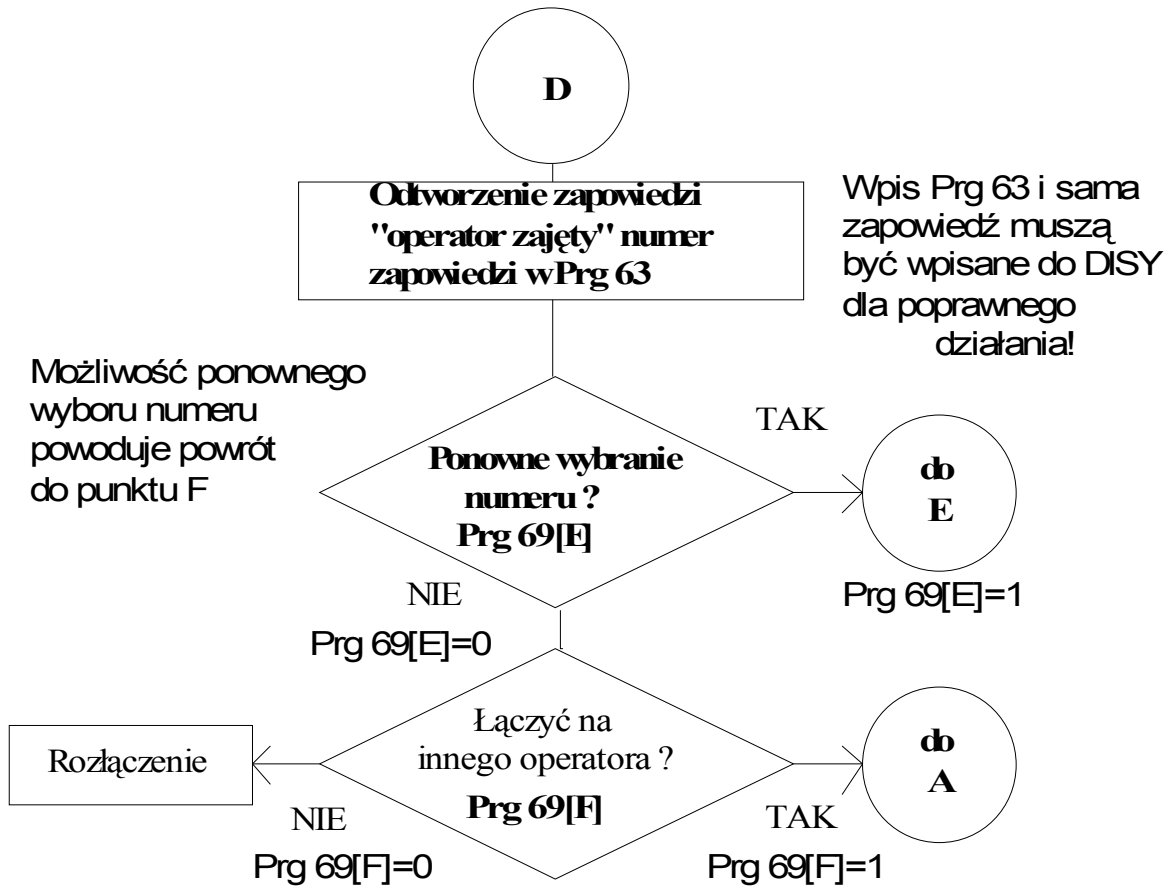 D
Odtworzenie zapowiedzi
"operator zajęty" numer
zapowiedzi w Prg 63
Wpis Prg 63 i sama
zapowiedź muszą
być wpisane do DISY
dla poprawnego
działania!
Możliwość ponownego
wyboru numeru
powoduje powrót
do punktu F
Ponowne wybranie
numeru ?
Prg 69[E]
TAK
do
E
Prg 69[E]=1
NIE
Prg 69[E]=0
Łączyć na
innego operatora ?
Prg 69[F]
Rozłączenie
NIE
Prg 69[F]=0
TAK
Prg 69[F]=1
do
A